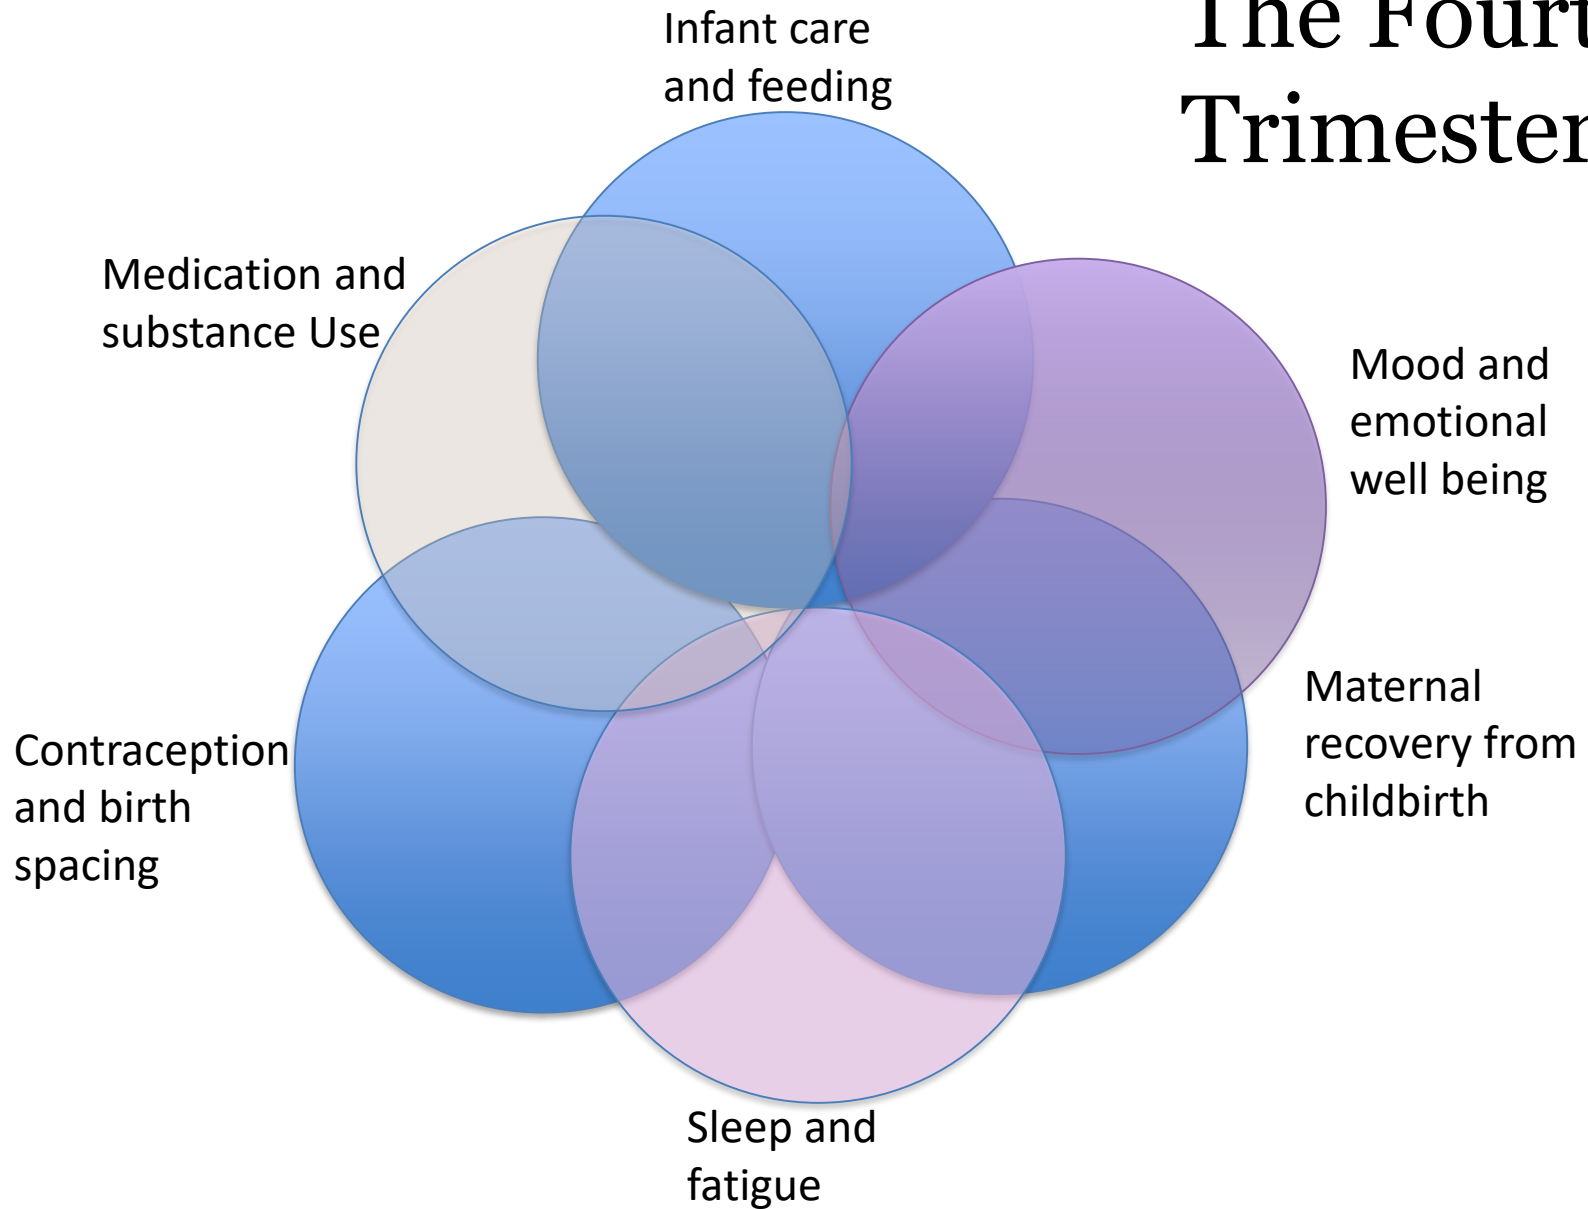 The Fourt
Trimester
Infant care
and feeding
Medication and
substance Use
Mood and
emotional
well being
Maternal
recovery from
childbirth
Contraception
and birth
spacing
Sleep and
fatigue